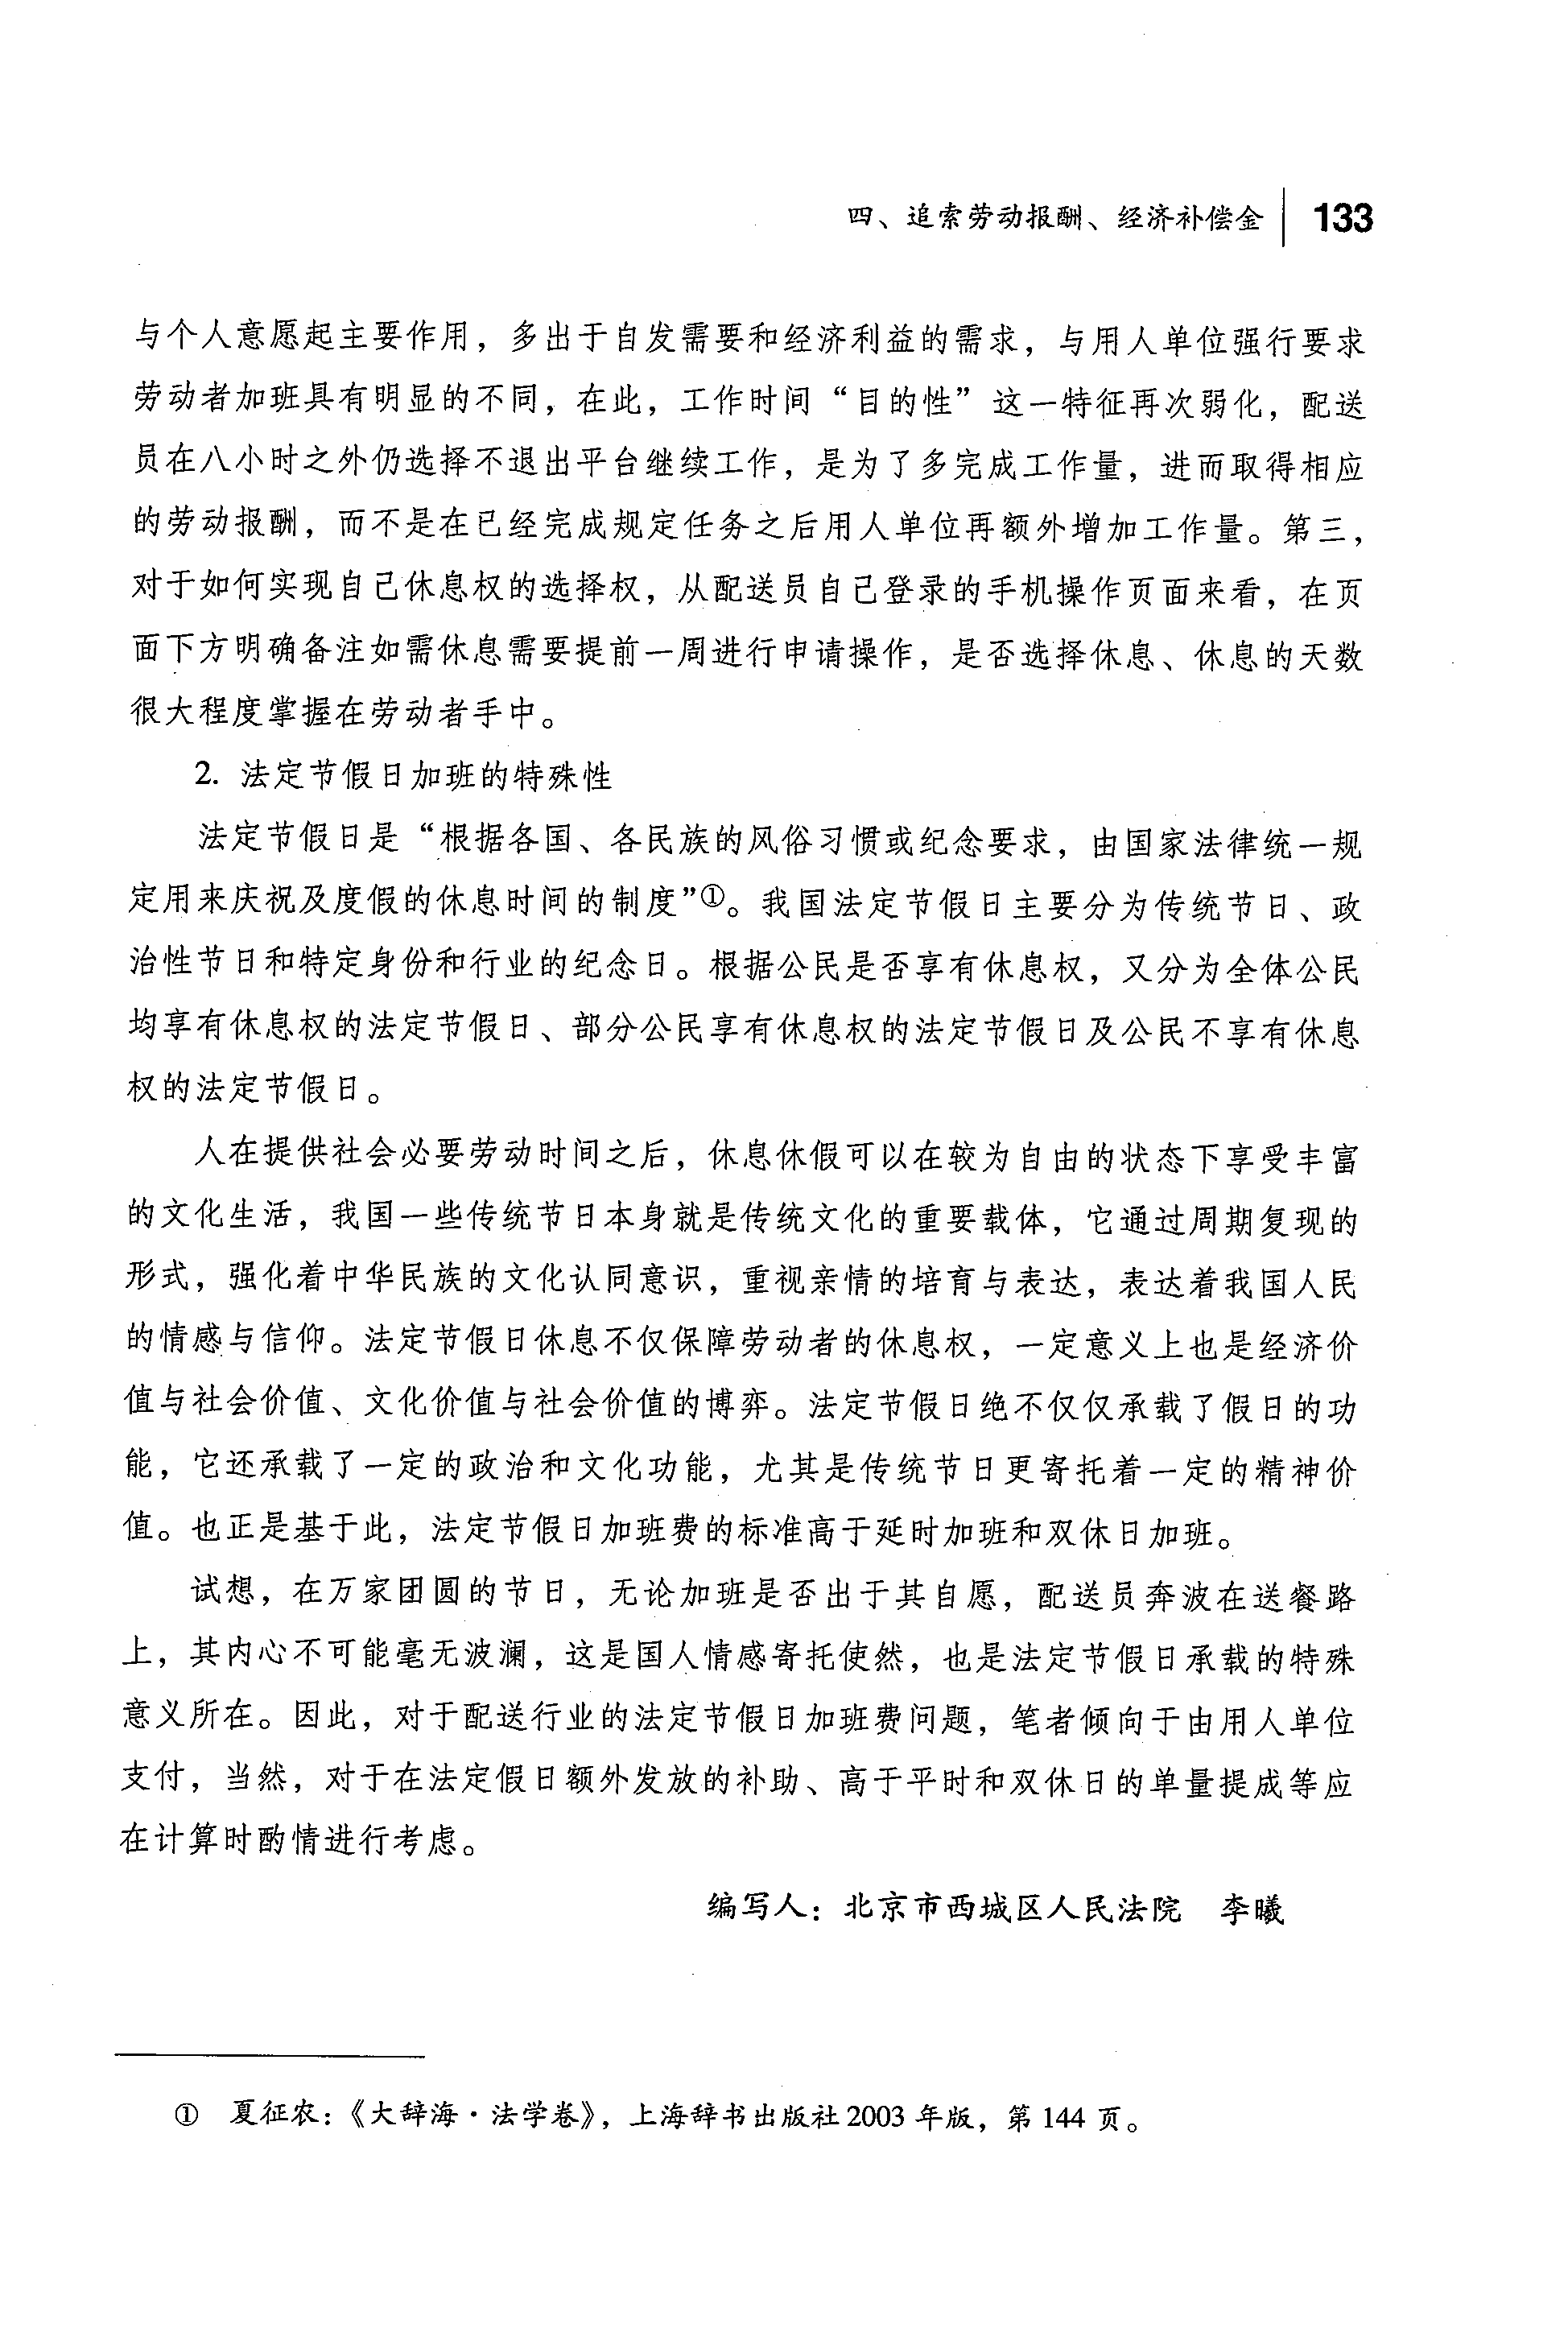 四、追索劳动报酬、经济补偿金 133
与个人意愿起主要作用，多出于自发需要和经济利益的需求，与用人单位强行要求
劳动者加班具有明显的不同，在此，工作时间“目的性”这一特征再次弱化，配送
员在八小时之外仍选择不退出平台继续工作，是为了多完成工作量，进而取得相应
的劳动报酬，而不是在已经完成规定任务之后用人单位再额外增加工作量。第三，
对于如何实现自己休息权的选择权，从配送员自己登录的手机操作页面来看，在页
面下方明确备注如需休息需要提前一周进行申请操作，是否选择休息、休息的天数
很大程度掌握在劳动者手中。
2. 法定节假日加班的特殊性
法定节假日是“根据各国、各民族的风俗习惯或纪念要求，由国家法律统一规
定用来庆祝及度假的休息时间的制度”①。我国法定节假日主要分为传统节日、政
治性节日和特定身份和行业的纪念日。根据公民是否享有休息权，又分为全体公民
均享有休息权的法定节假日、部分公民享有休息权的法定节假日及公民不享有休息
权的法定节假日。
人在提供社会必要劳动时间之后，休息休假可以在较为自由的状态下享受丰富
的文化生活，我国一些传统节日本身就是传统文化的重要载体，它通过周期复现的
形式，强化着中华民族的文化认同意识，重视亲情的培育与表达，表达着我国人民
的情感与信仰。法定节假日休息不仅保障劳动者的休息权，一定意义上也是经济价
值与社会价值、文化价值与社会价值的博弈。法定节假日绝不仅仅承载了假日的功
能，它还承载了一定的政治和文化功能，尤其是传统节日更寄托着一定的精神价
值。也正是基于此，法定节假日加班费的标准高于延时加班和双休日加班。
试想，在万家团圆的节日，无论加班是否出于其自愿，配送员奔波在送餐路
上，其内心不可能毫无波澜，这是国人情感寄托使然，也是法定节假日承载的特殊
意义所在。因此，对于配送行业的法定节假日加班费问题，笔者倾向于由用人单位
支付，当然，对于在法定假日额外发放的补助、高于平时和双休日的单量提成等应
在计算时酌情进行考虑。
编写人：北京市西城区人民法院 李曦
① 夏征农：《大辞海·法学卷》，上海辞书出版社2003年版，第144页。